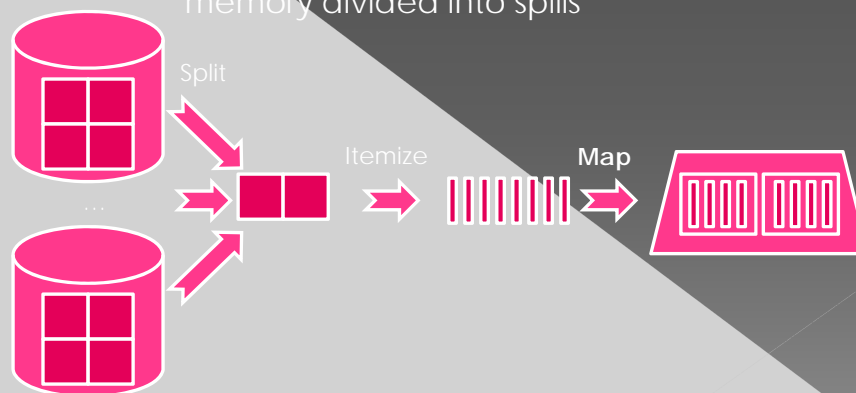 memory divided into spills
Split
Itemize
Map
…